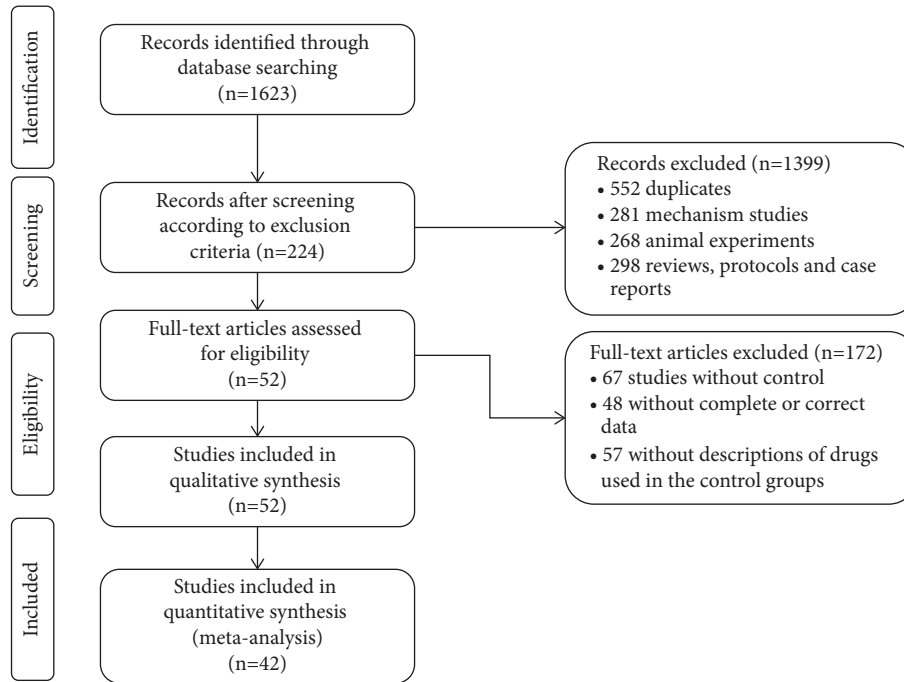 Identification
Records identified through
database searching
(n=1623)
Screening
Records after screening
according to exclusion
criteria (n=224)
Records excluded (n=1399)
• 552 duplicates
• 281 mechanism studies
• 268 animal experiments
• 298 reviews, protocols and case
reports
Eligibility
Full-text articles assessed
for eligibility
(n=52)
Full-text articles excluded (n=172)
• 67 studies without control
• 48 without complete or correct
data
• 57 without descriptions of drugs
used in the control groups
Studies included in
qualitative synthesis
(n=52)
Included
Studies included in
quantitative synthesis
(meta-analysis)
n=42)